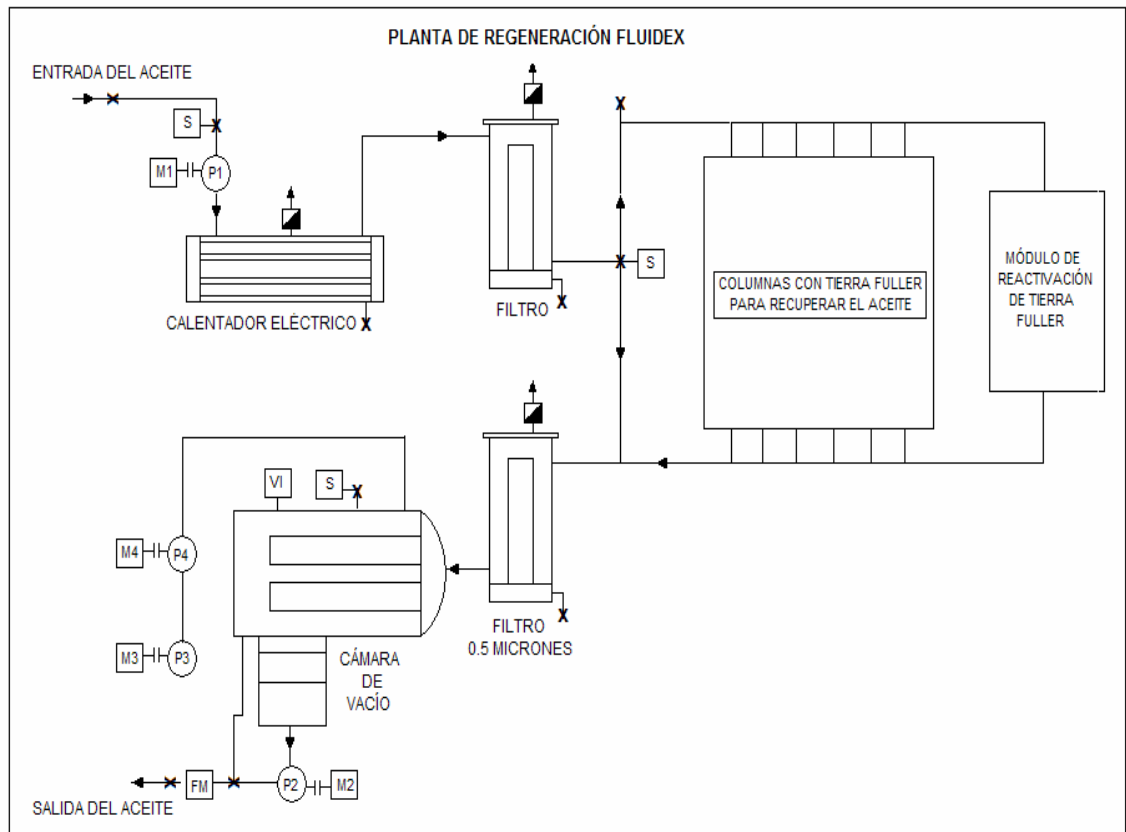 PLANTA DE REGENERACIÓN FLUIDEX
ENTRADA DEL ACEITE
S
M1
P1
CALENTADOR ELÉCTRICO
FILTRO
S
COLUMNAS CON TIERRA FULLER
PARA RECUPERAR EL ACEITE
MÓDULO DE
REACTIVACIÓN
DE TIERRA
FULLER
VI
S
M4
P4
M3
P3
CÁMARA
DE
VACÍO
FILTRO
0.5 MICRONES
FM
P2
M2
SALIDA DEL ACEITE